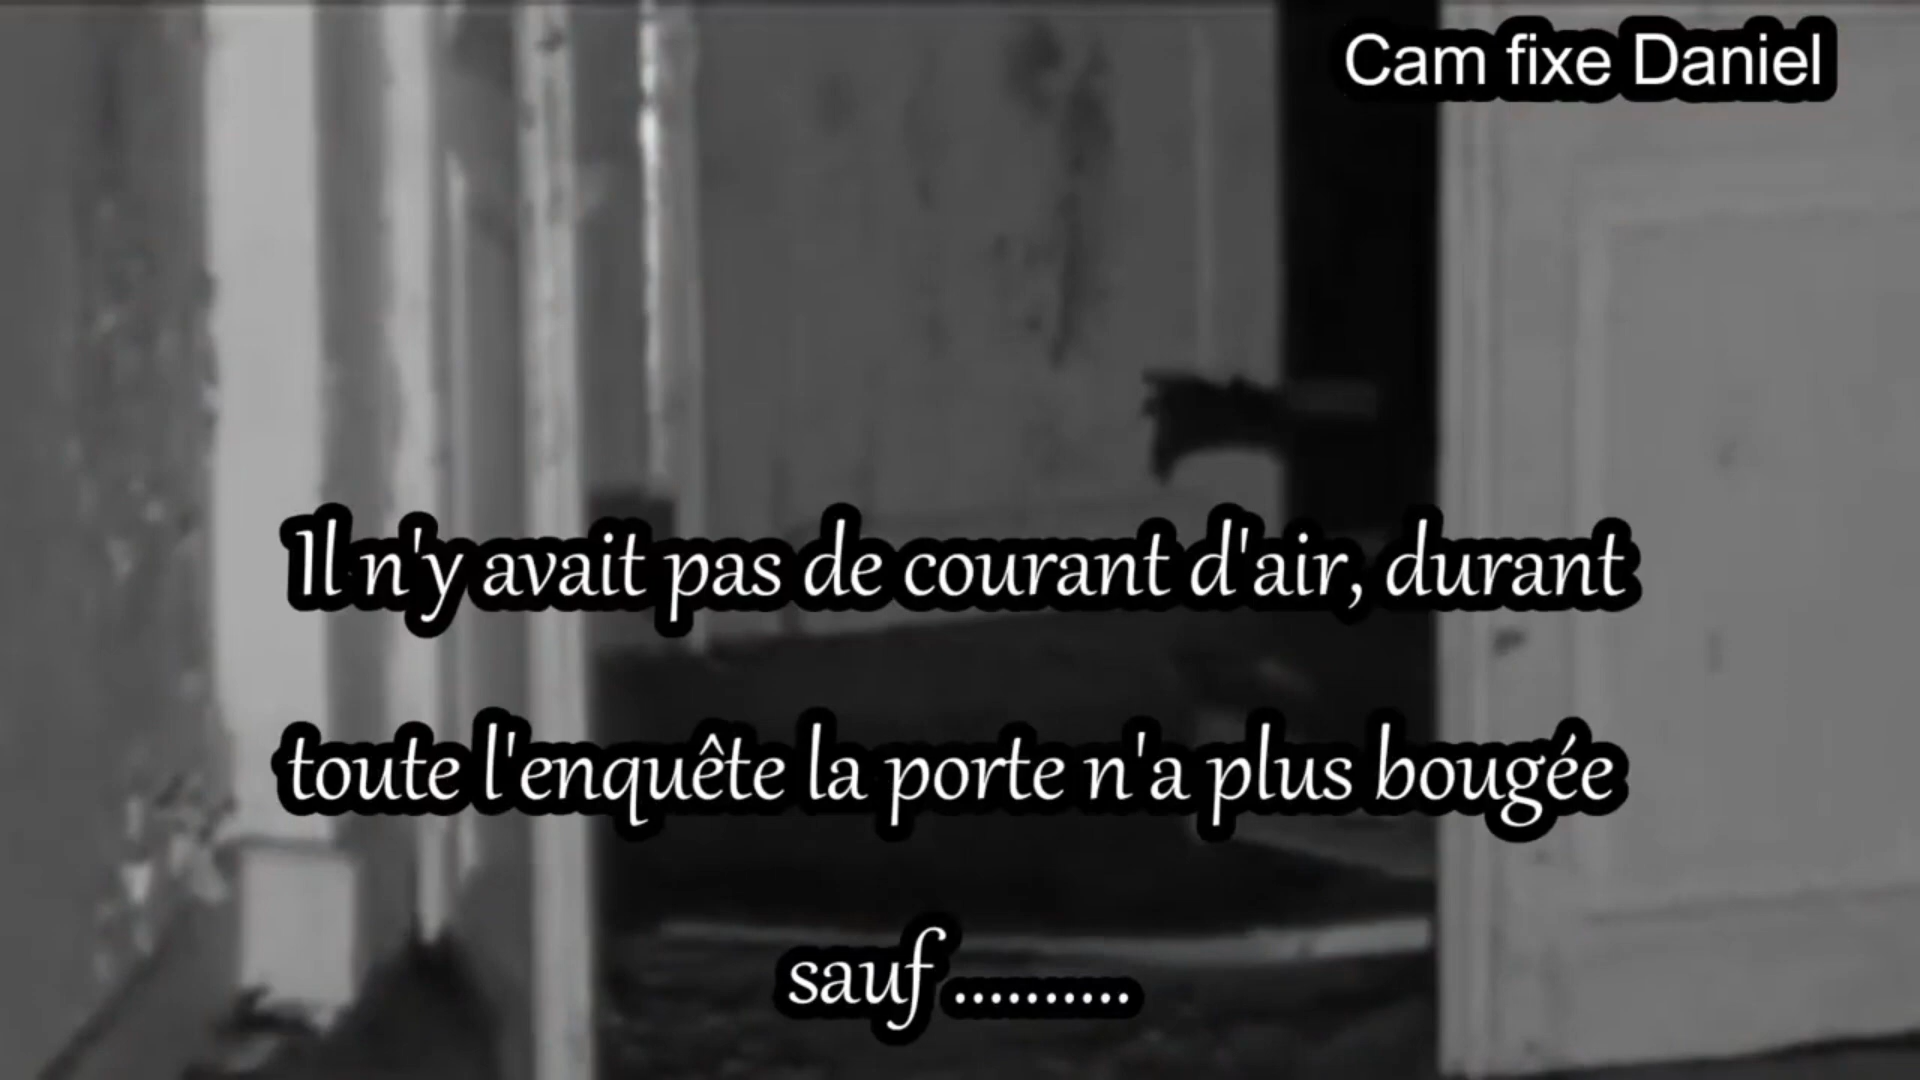 Cam fixe Daniel
Il n'y avait pas de courant d'air, durant
toute l'enquête la porte n'a plus bougée
sauf ..........